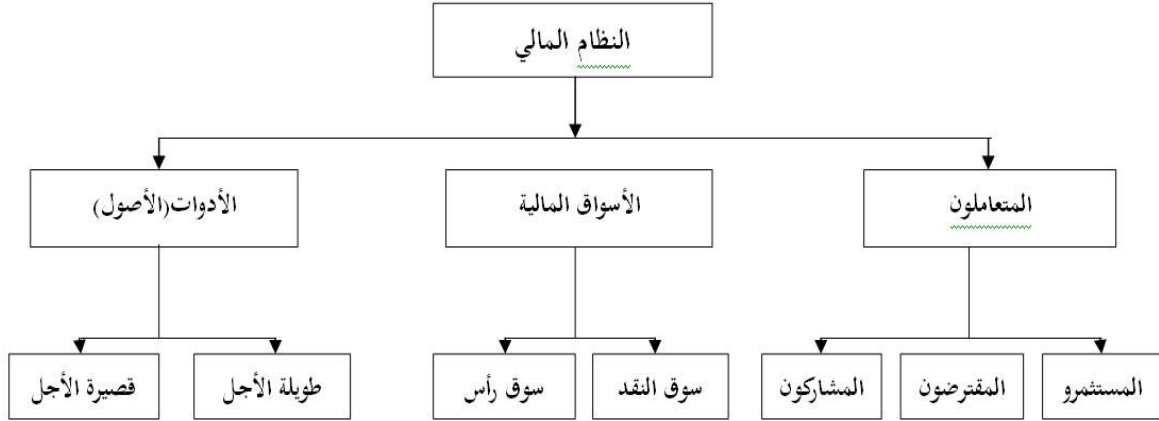 النظام المالي
المتعاملون
الأسواق المالية
الأدوات(الأصول)
المستثمرو
المقترضون
المشاركون
سوق النقد
سوق رأس
طويلة الأجل
قصيرة الأجل